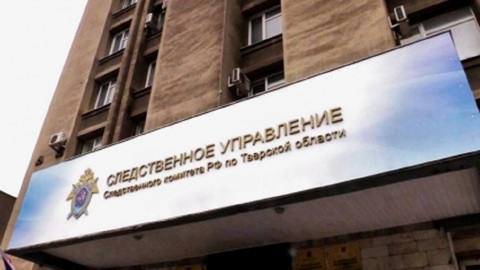 СЛЕДСТВЕННОЕ УПРАВЛЕНИЕ
Следственного комитета РФ по Тверской области